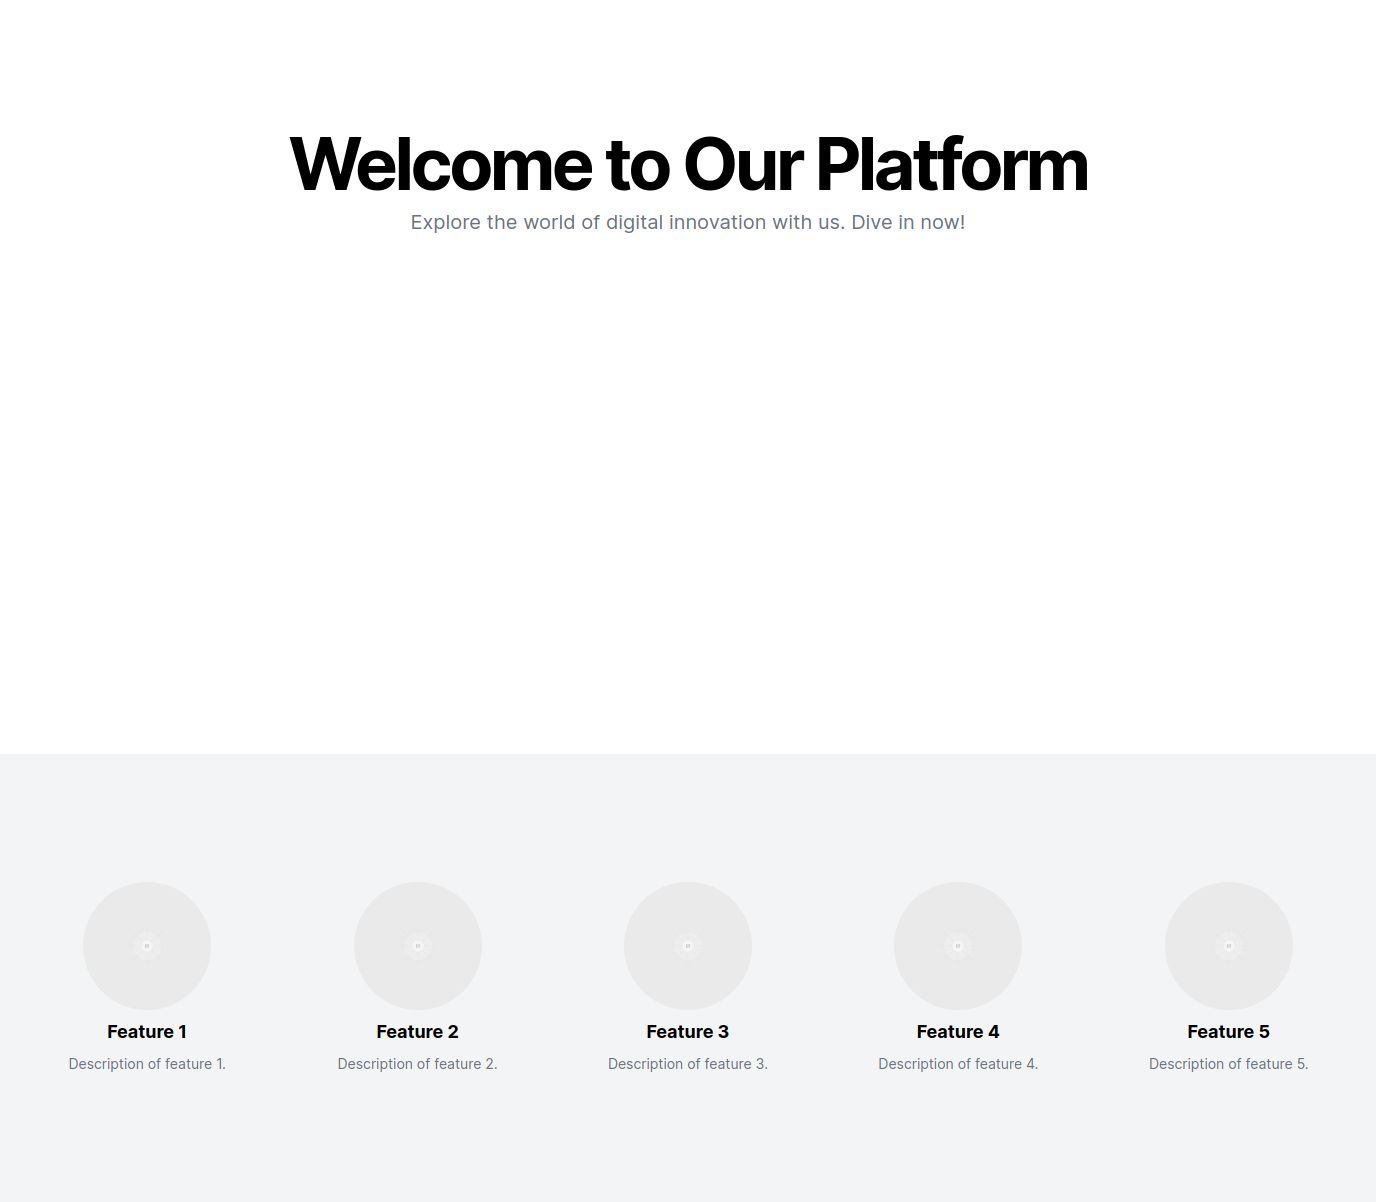 Welcome to Our Platform
Explore the world of digital innovation with us. Dive in now!
Feature 1
Feature 2
Feature 3
Feature 4
Feature 5
Description of feature 1.
Description of feature 2.
Description of feature 3.
Description of feature 4.
Description of feature 5.